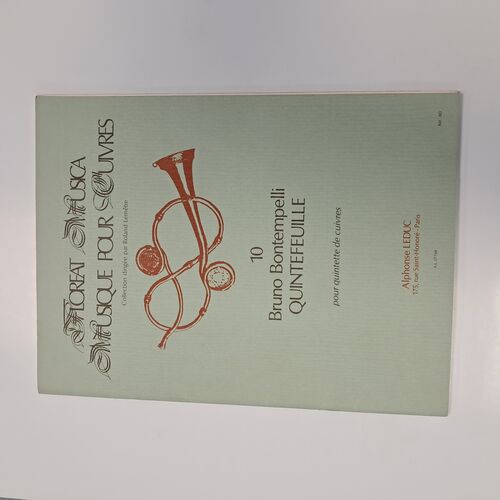 FLOREAT MUSICA
MUSIQUE POUR CUIVRES
Collection dirigée par Roland Lemêtre
10
Bruno Bontempelli
QUINTEFEUILLE
pour quintette de cuivres
Alphonse LEDUC
175, rue Saint-Honoré - Paris